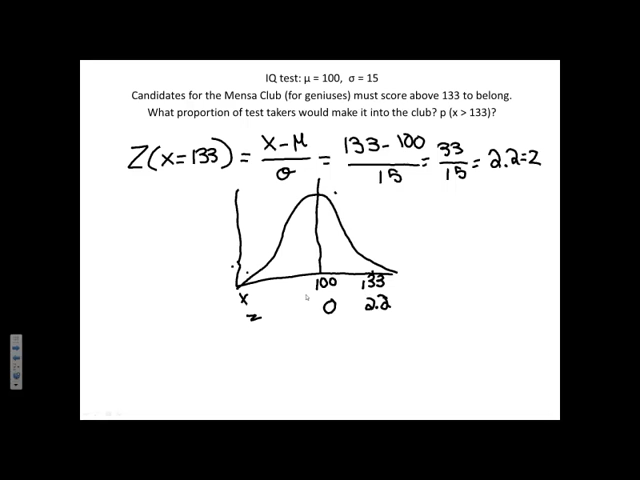 IQ test: μ = 100, σ = 15
Candidates for the Mensa Club (for geniuses) must score above 133 to belong.
What proportion of test takers would make it into the club? p (x > 133)?
Z(x=133) = x-μ/σ = 133-100/15 = 33/15 = 2.2=z
x 100 133
z 0 2.2